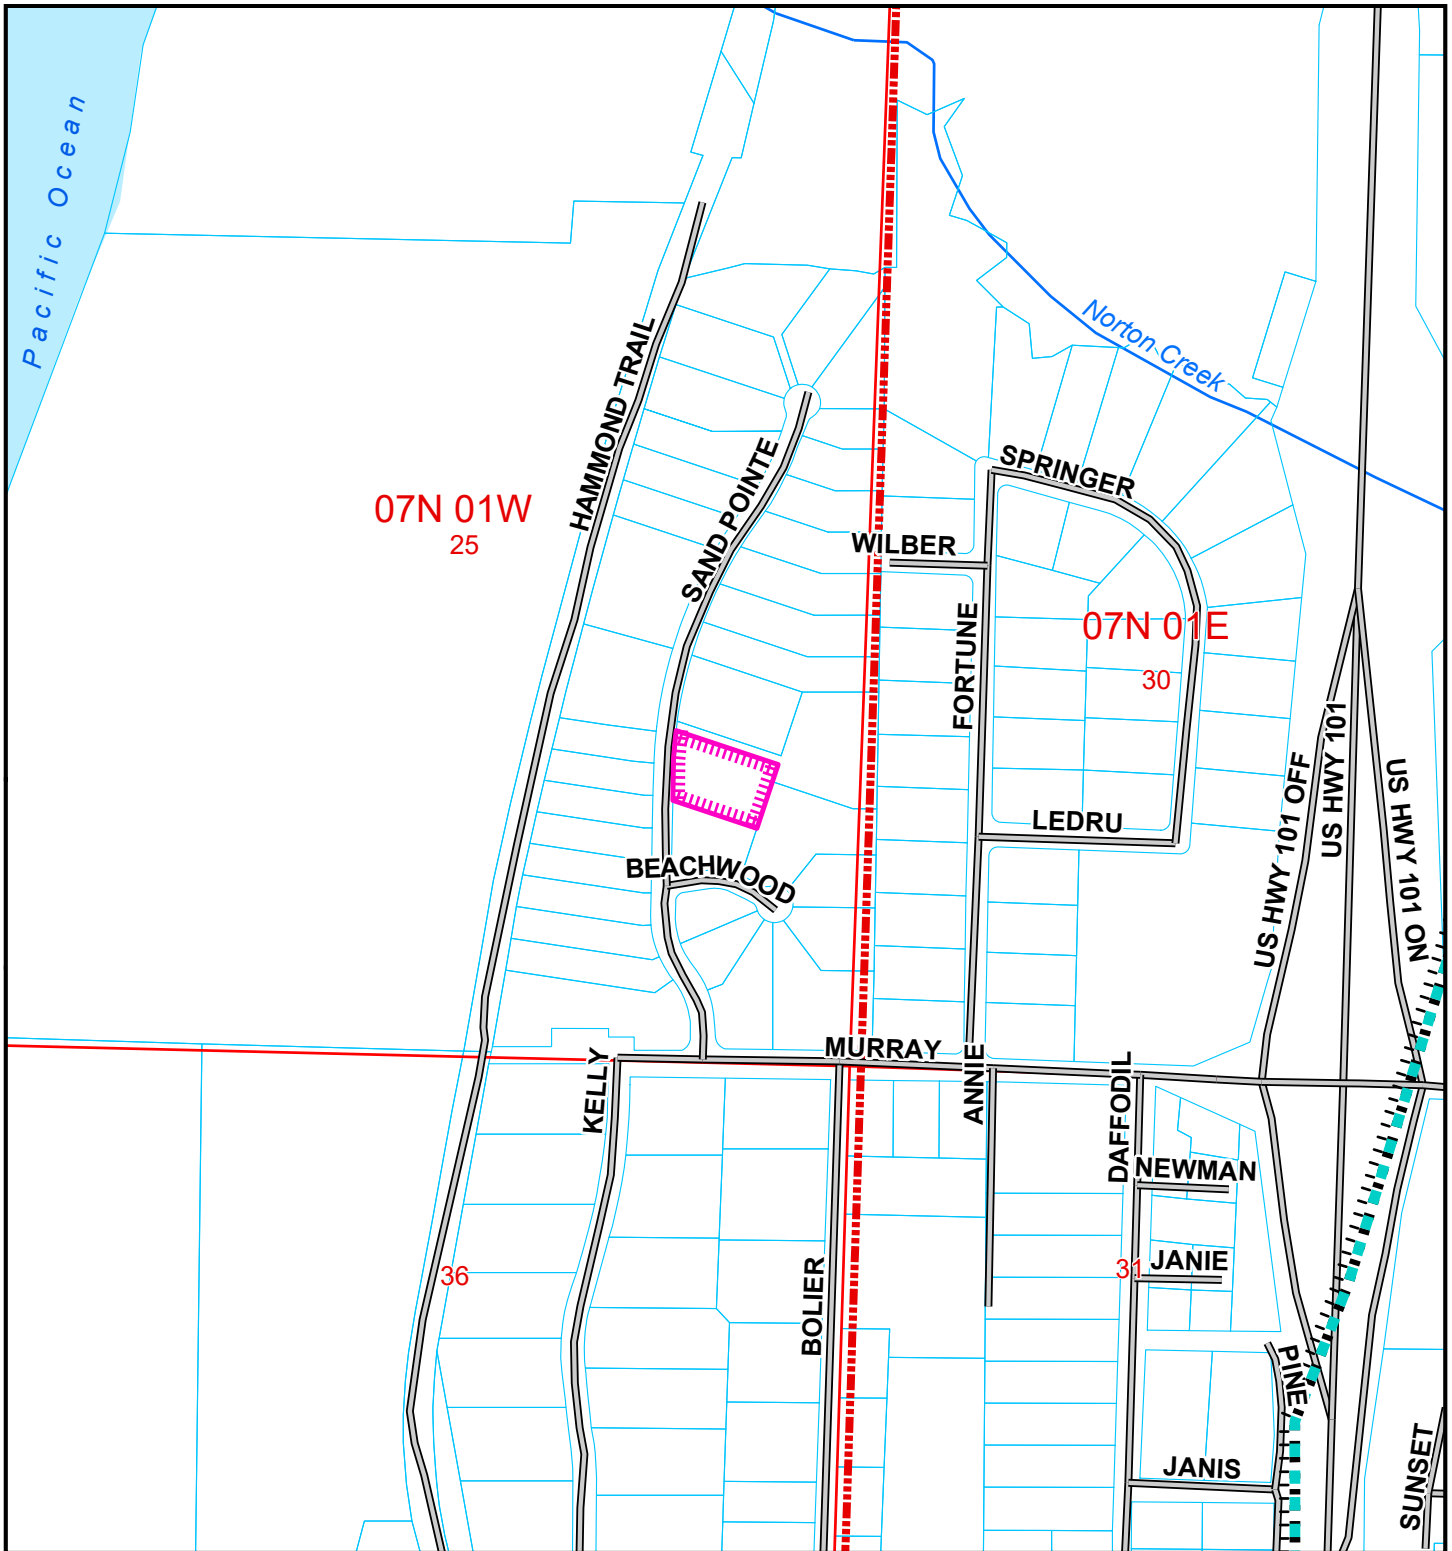 Pacific Ocean
Norton Creek
HAMMOND TRAIL
SAND POINTE
SPRINGER
07N 01W
25
WILBER
FORTUNE
07N 01E
30
US HWY 101 OFF
US HWY 101
US HWY 101 ON
LEDRU
BEACHWOOD
MURRAY
KELLY
ANNIE
DAFFODIL
NEWMAN
JANIE
36
31
BOLIER
PINE
JANIS
SUNSET